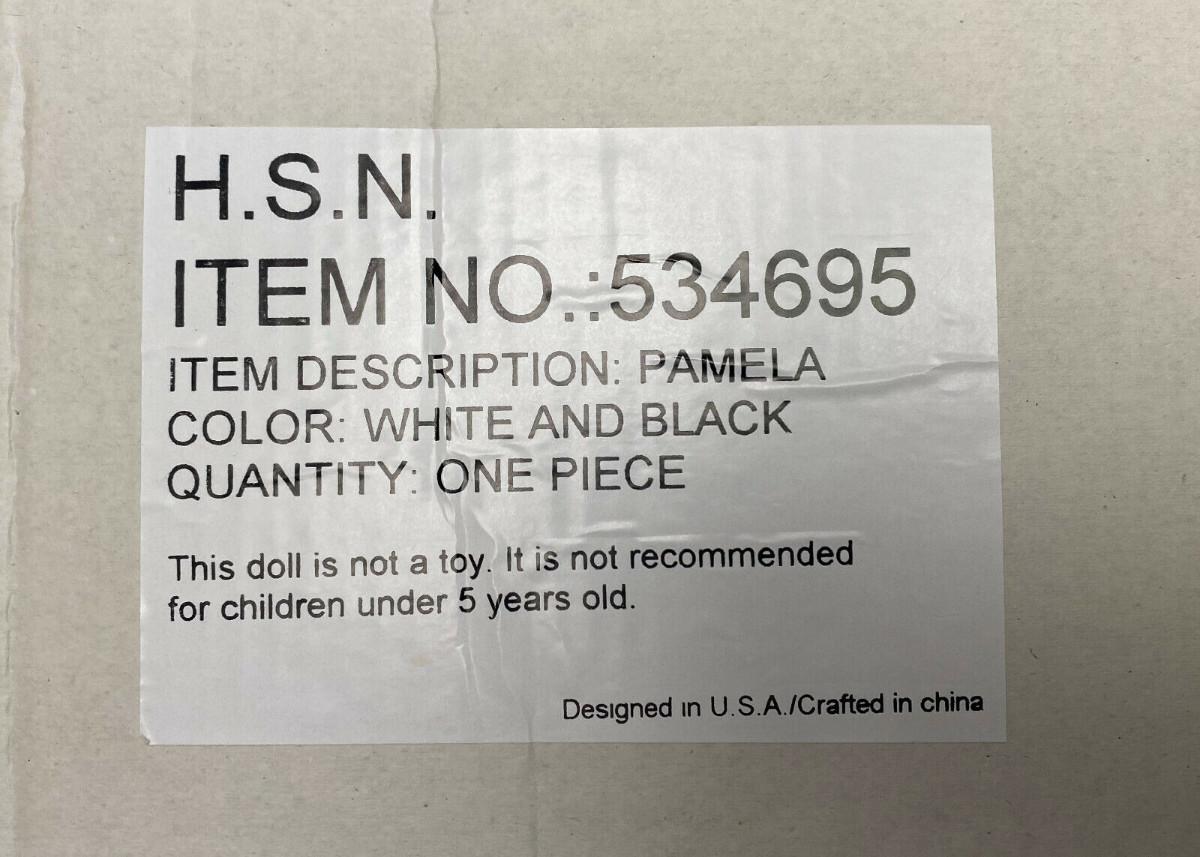 H.S.N.
ITEM NO.:534695
ITEM DESCRIPTION: PAMELA
COLOR: WHITE AND BLACK
QUANTITY: ONE PIECE
This doll is not a toy. It is not recommended
for children under 5 years old.
Designed in U.S.A./Crafted in china